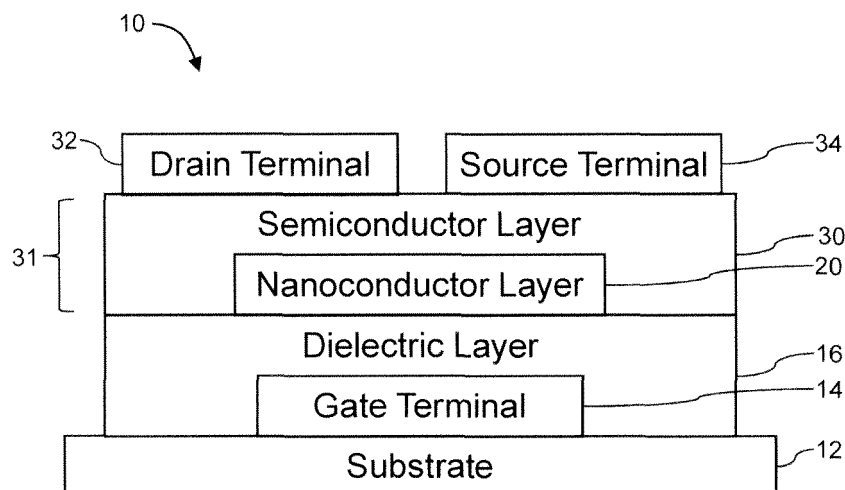 10
32
Drain Terminal
Source Terminal
34
31
Semiconductor Layer
30
Nanoconductor Layer
20
Dielectric Layer
16
Gate Terminal
14
Substrate
12